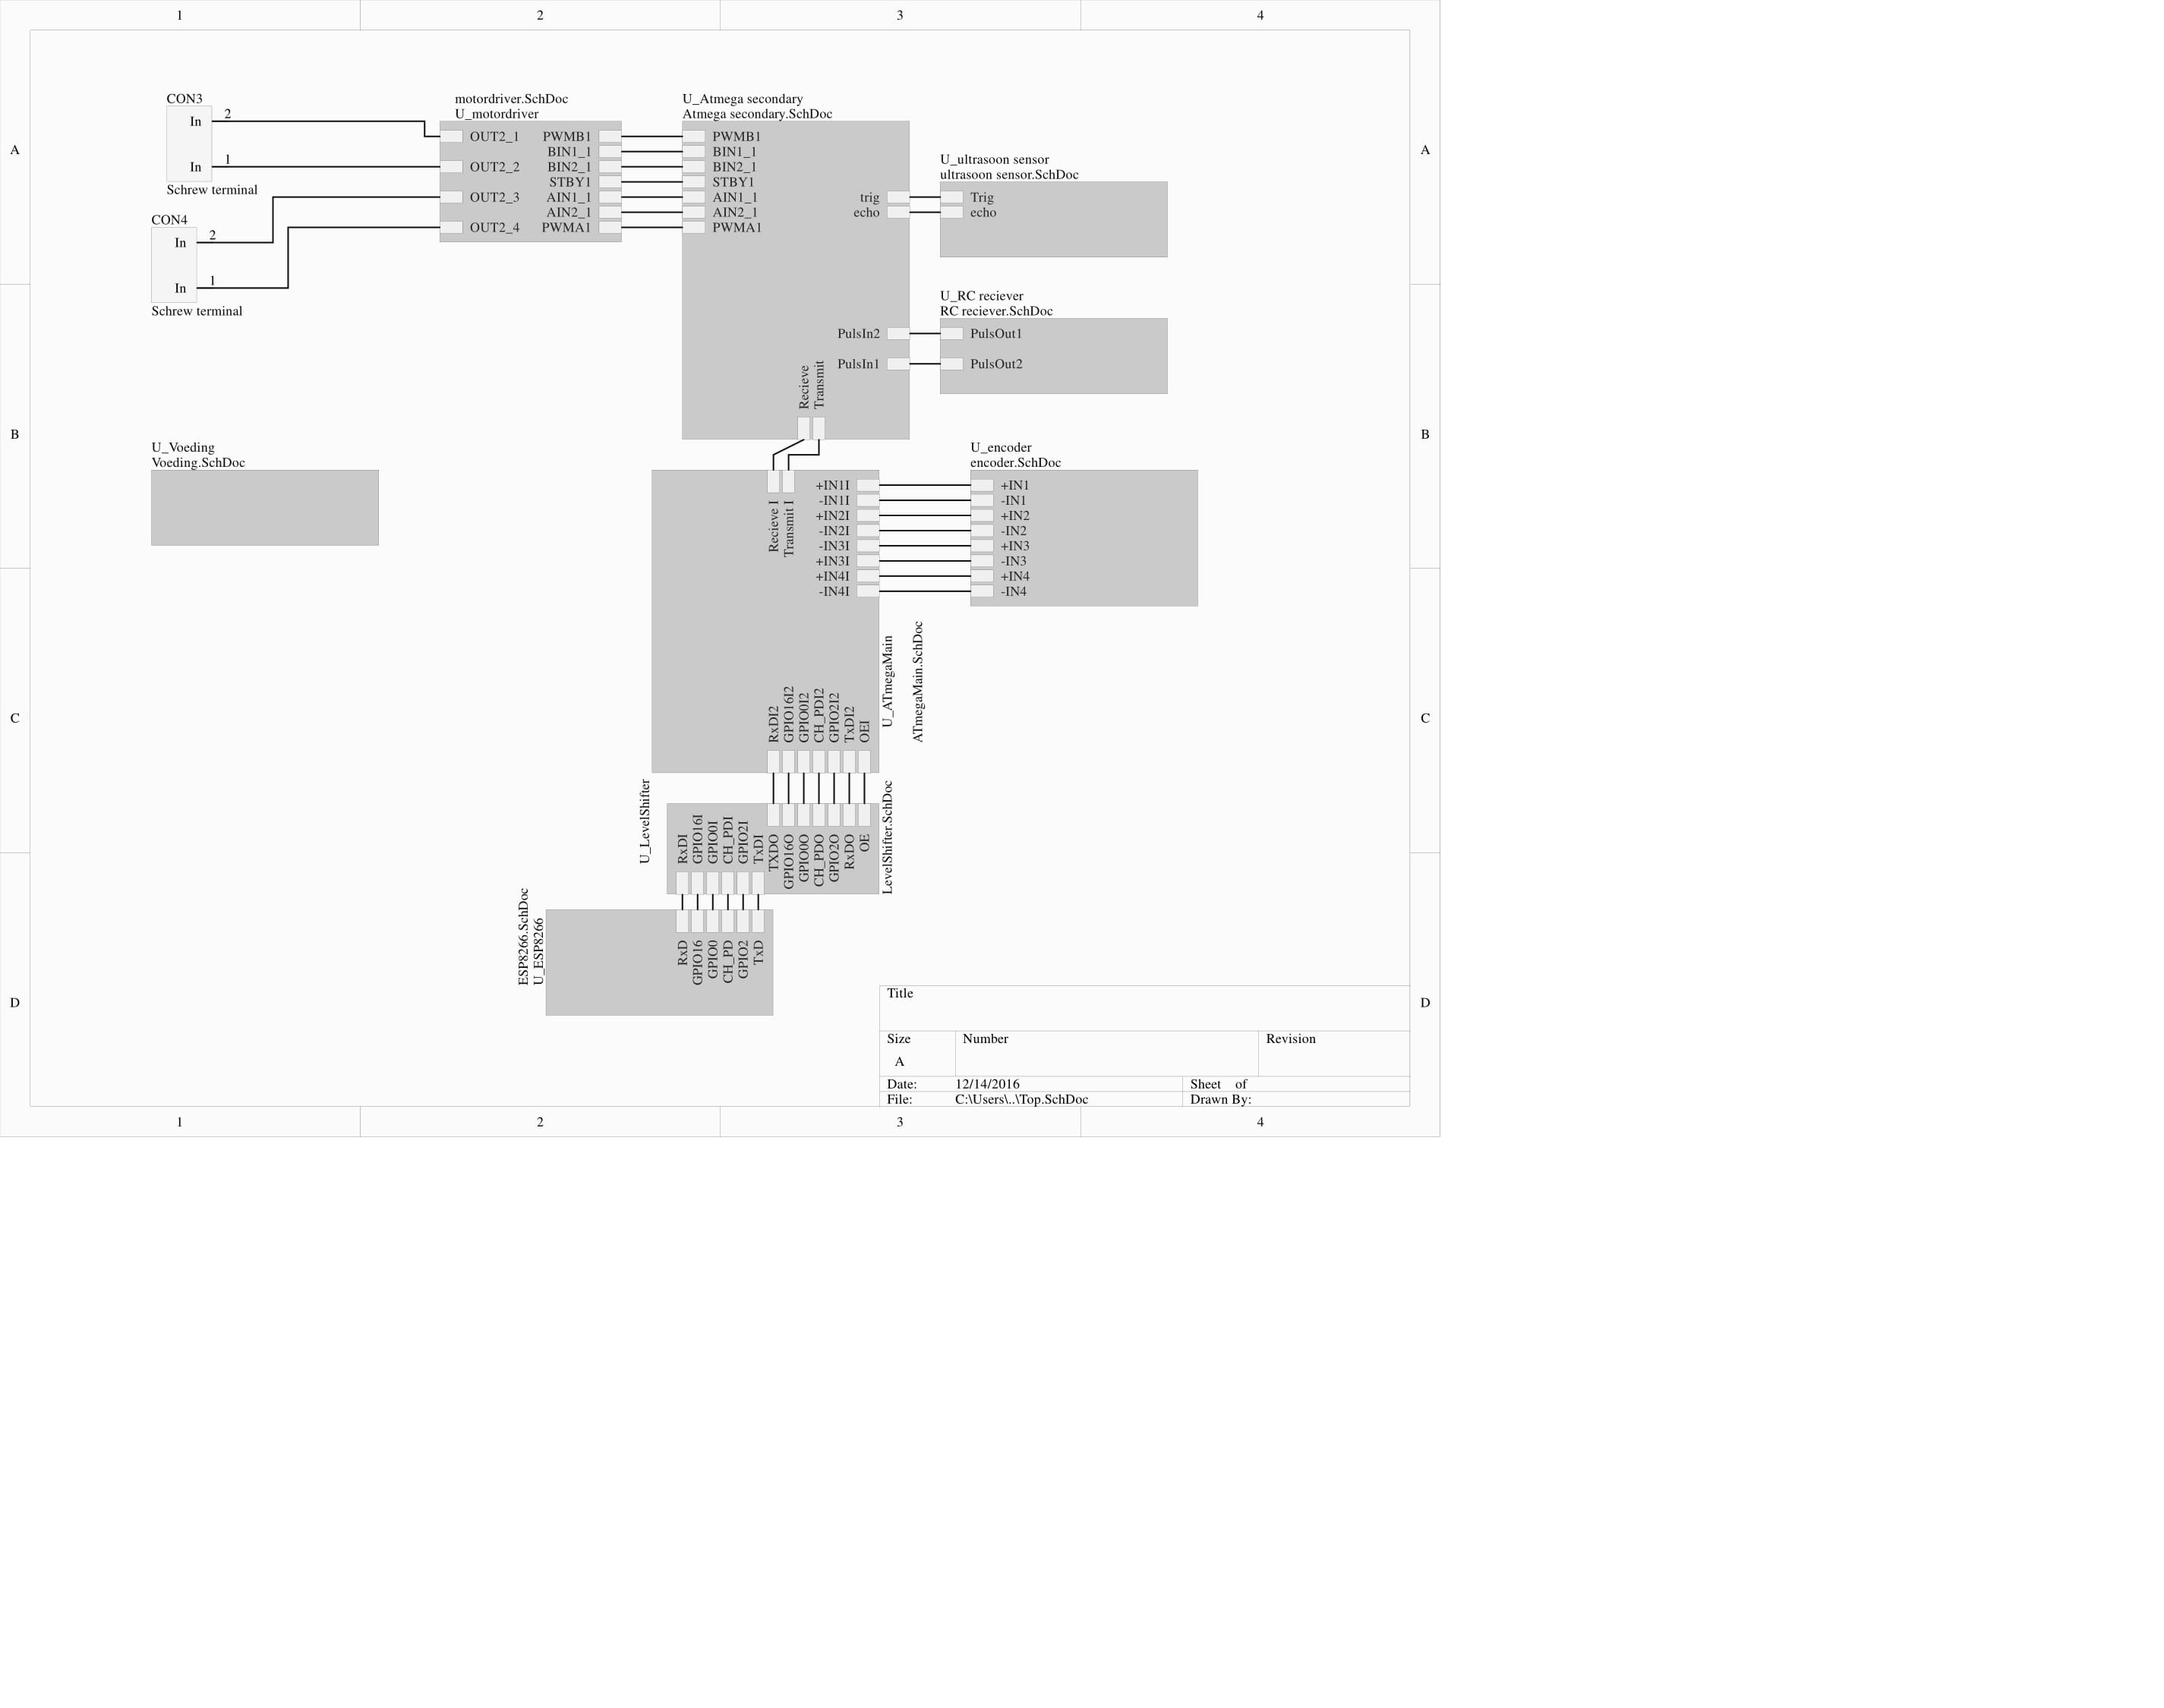 1 2 3 4
A A
B B
C C
D D
CON3
In 2
In 1
Schrew terminal
CON4
In 2
In 1
Schrew terminal
motordriver.SchDoc
U_motordriver
OUT2_1 PWMB1
BIN1_1
OUT2_2 BIN2_1
STBY1
OUT2_3 AIN1_1
AIN2_1
OUT2_4 PWMA1
U_Atmega secondary
Atmega secondary.SchDoc
PWMB1
BIN1_1
BIN2_1
STBY1
AIN1_1
AIN2_1
PWMA1
trig
echo
PulsIn2
PulsIn1
Recieve
Transmit
U_ultrasoon sensor
ultrasoon sensor.SchDoc
Trig
echo
U_RC reciever
RC reciever.SchDoc
PulsOut1
PulsOut2
U_Voeding
Voeding.SchDoc
Recieve I
Transmit I
+IN1I
-IN1I
+IN2I
-IN2I
-IN3I
+IN3I
+IN4I
-IN4I
U_encoder
encoder.SchDoc
+IN1
-IN1
+IN2
-IN2
+IN3
-IN3
+IN4
-IN4
U_ATmegaMain
ATmegaMain.SchDoc
RxDI2
GPIO16I2
GPIO0I2
CH_PDI2
GPIO2I2
TxDI2
OEI
U_LevelShifter
LevelShifter.SchDoc
RxDI
GPIO16I
GPIO0I
CH_PDI
GPIO2I
TxDI
TXDO
GPIO16O
GPIO0O
CH_PDO
GPIO2O
RxDO
OE
ESP8266.SchDoc
U_ESP8266
RxD
GPIO16
GPIO0
CH_PD
GPIO2
TxD
Title
Size Number Revision
A
Date: 12/14/2016 Sheet of
File: C:\Users\..\Top.SchDoc Drawn By:
1 2 3 4